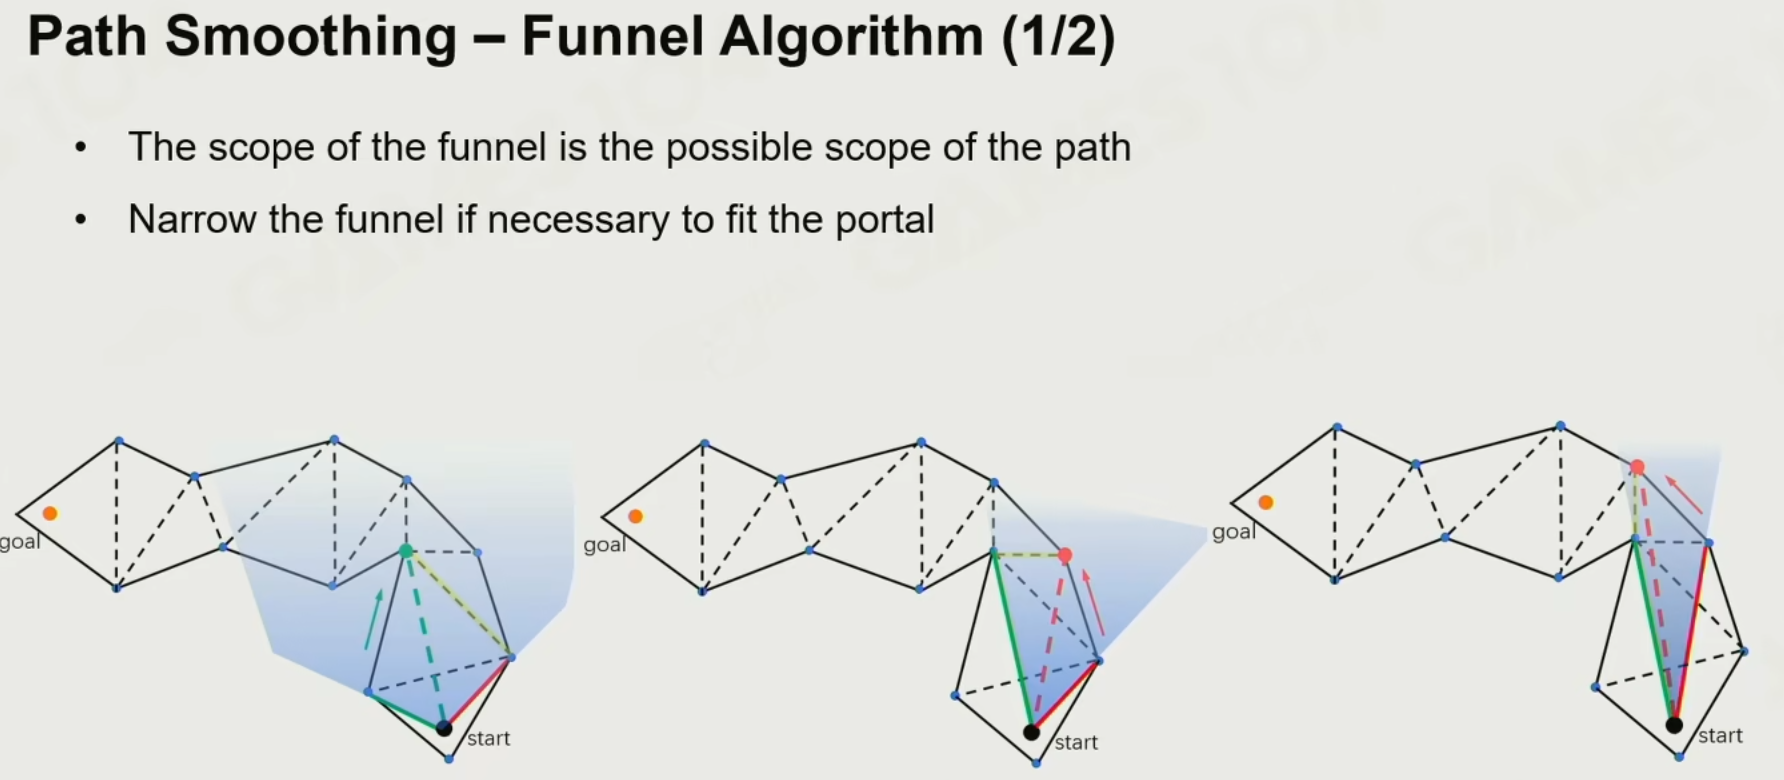 Path Smoothing – Funnel Algorithm (1/2)
• The scope of the funnel is the possible scope of the path
• Narrow the funnel if necessary to fit the portal
goal
start
goal
start
goal
start